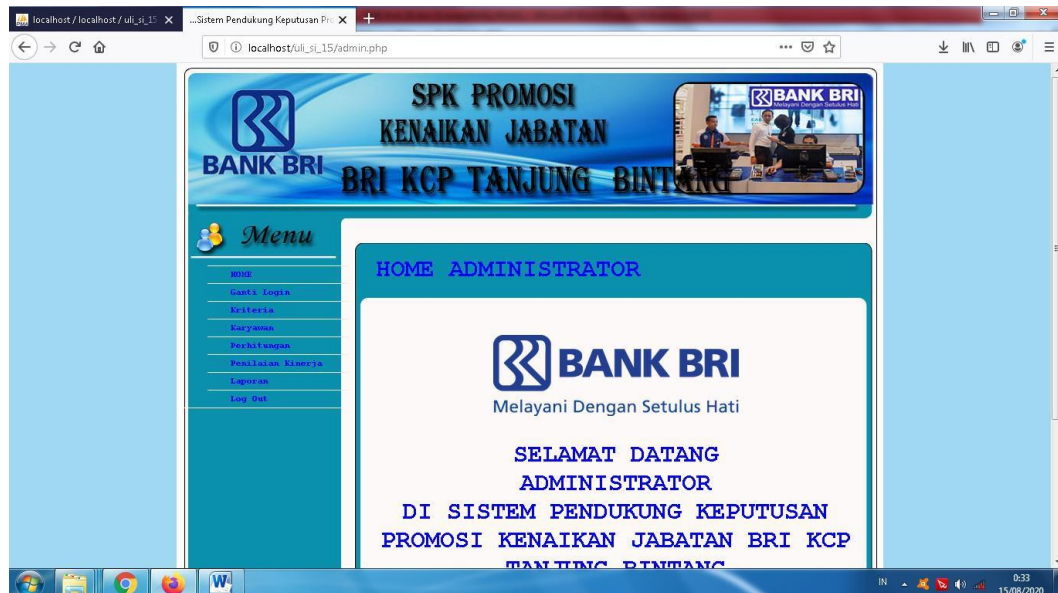 localhost / localhost / uli_si_15
...Sistem Pendukung Keputusan Pro
localhost/uli_si_15/admin.php
BANK BRI
SPK PROMOSI
KENAIKAN JABATAN
BRI KCP TANJUNG BINTANG
BANK BRI
Melayani Dengan Setulus Hati
Menu
HOME
Ganti Login
Kriteria
Karyawan
Perhitungan
Penilaian Kinerja
Laporan
Log Out
HOME ADMINISTRATOR
BANK BRI
Melayani Dengan Setulus Hati
SELAMAT DATANG
ADMINISTRATOR
DI SISTEM PENDUKUNG KEPUTUSAN
PROMOSI KENAIKAN JABATAN BRI KCP
TANJUNG BINTANG
IN
0:33
15/08/2020